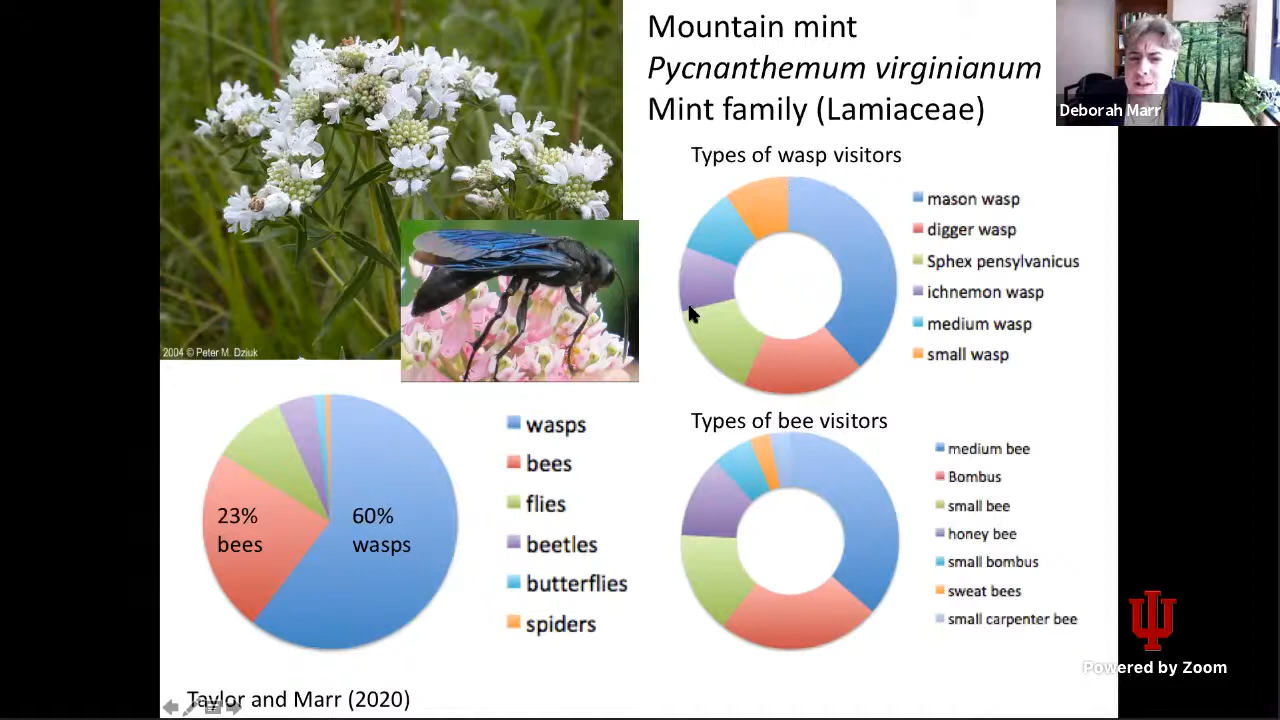 Mountain mint
Pycnanthemum virginianum
Mint family (Lamiaceae)
Deborah Marr
Types of wasp visitors
mason wasp
digger wasp
Sphex pensylvanicus
ichnemon wasp
medium wasp
small wasp
2004 © Peter M. Dziuk
wasps
bees
flies
beetles
butterflies
spiders
23%
bees
60%
wasps
Types of bee visitors
medium bee
Bombus
small bee
honey bee
small bombus
sweat bees
small carpenter bee
Powered by Zoom
Taylor and Marr (2020)